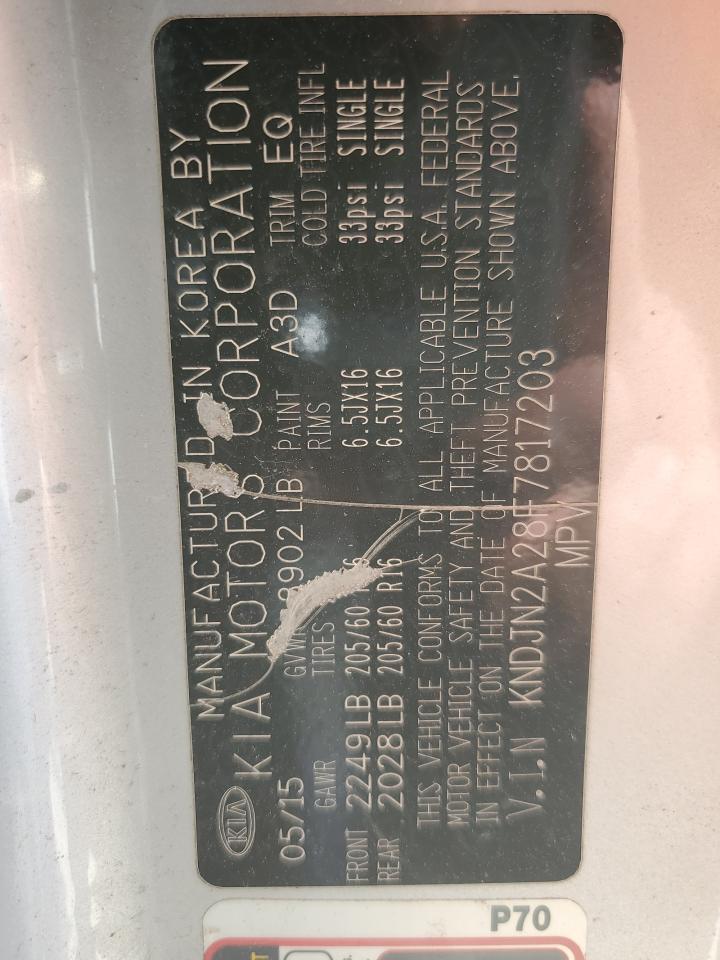 KIA
MANUFACTURED IN KOREA BY
KIA MOTORS CORPORATION
05/15 GVWR 3902 LB PAINT A3D TRIM EQ
GAWR TIRES RIMS COLD TIRE INFL
FRONT 2249LB 205/60 R16 6.5JX16 33psi SINGLE
REAR 2028LB 205/60 R16 6.5JX16 33psi SINGLE
THIS VEHICLE CONFORMS TO ALL APPLICABLE U.S.A. FEDERAL
MOTOR VEHICLE SAFETY AND THEFT PREVENTION STANDARDS
IN EFFECT ON THE DATE OF MANUFACTURE SHOWN ABOVE.
V.I.N KNDJN2A28F7817203
MPV
P70